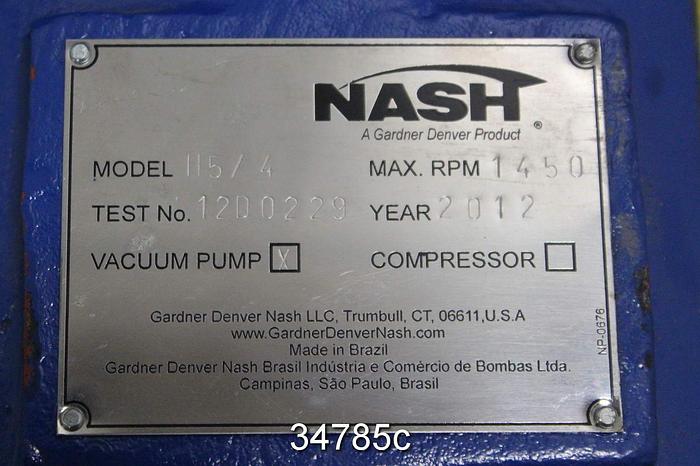 NASH ®
A Gardner Denver Product
MODEL H5/4 MAX. RPM 1450
TEST No. 12D0229 YEAR 2012
VACUUM PUMP X COMPRESSOR
Gardner Denver Nash LLC, Trumbull, CT, 06611,U.S.A
www.GardnerDenverNash.com
Made in Brazil
Gardner Denver Nash Brasil Indústria e Comércio de Bombas Ltda.
Campinas, São Paulo, Brasil
NP-0676
34785c